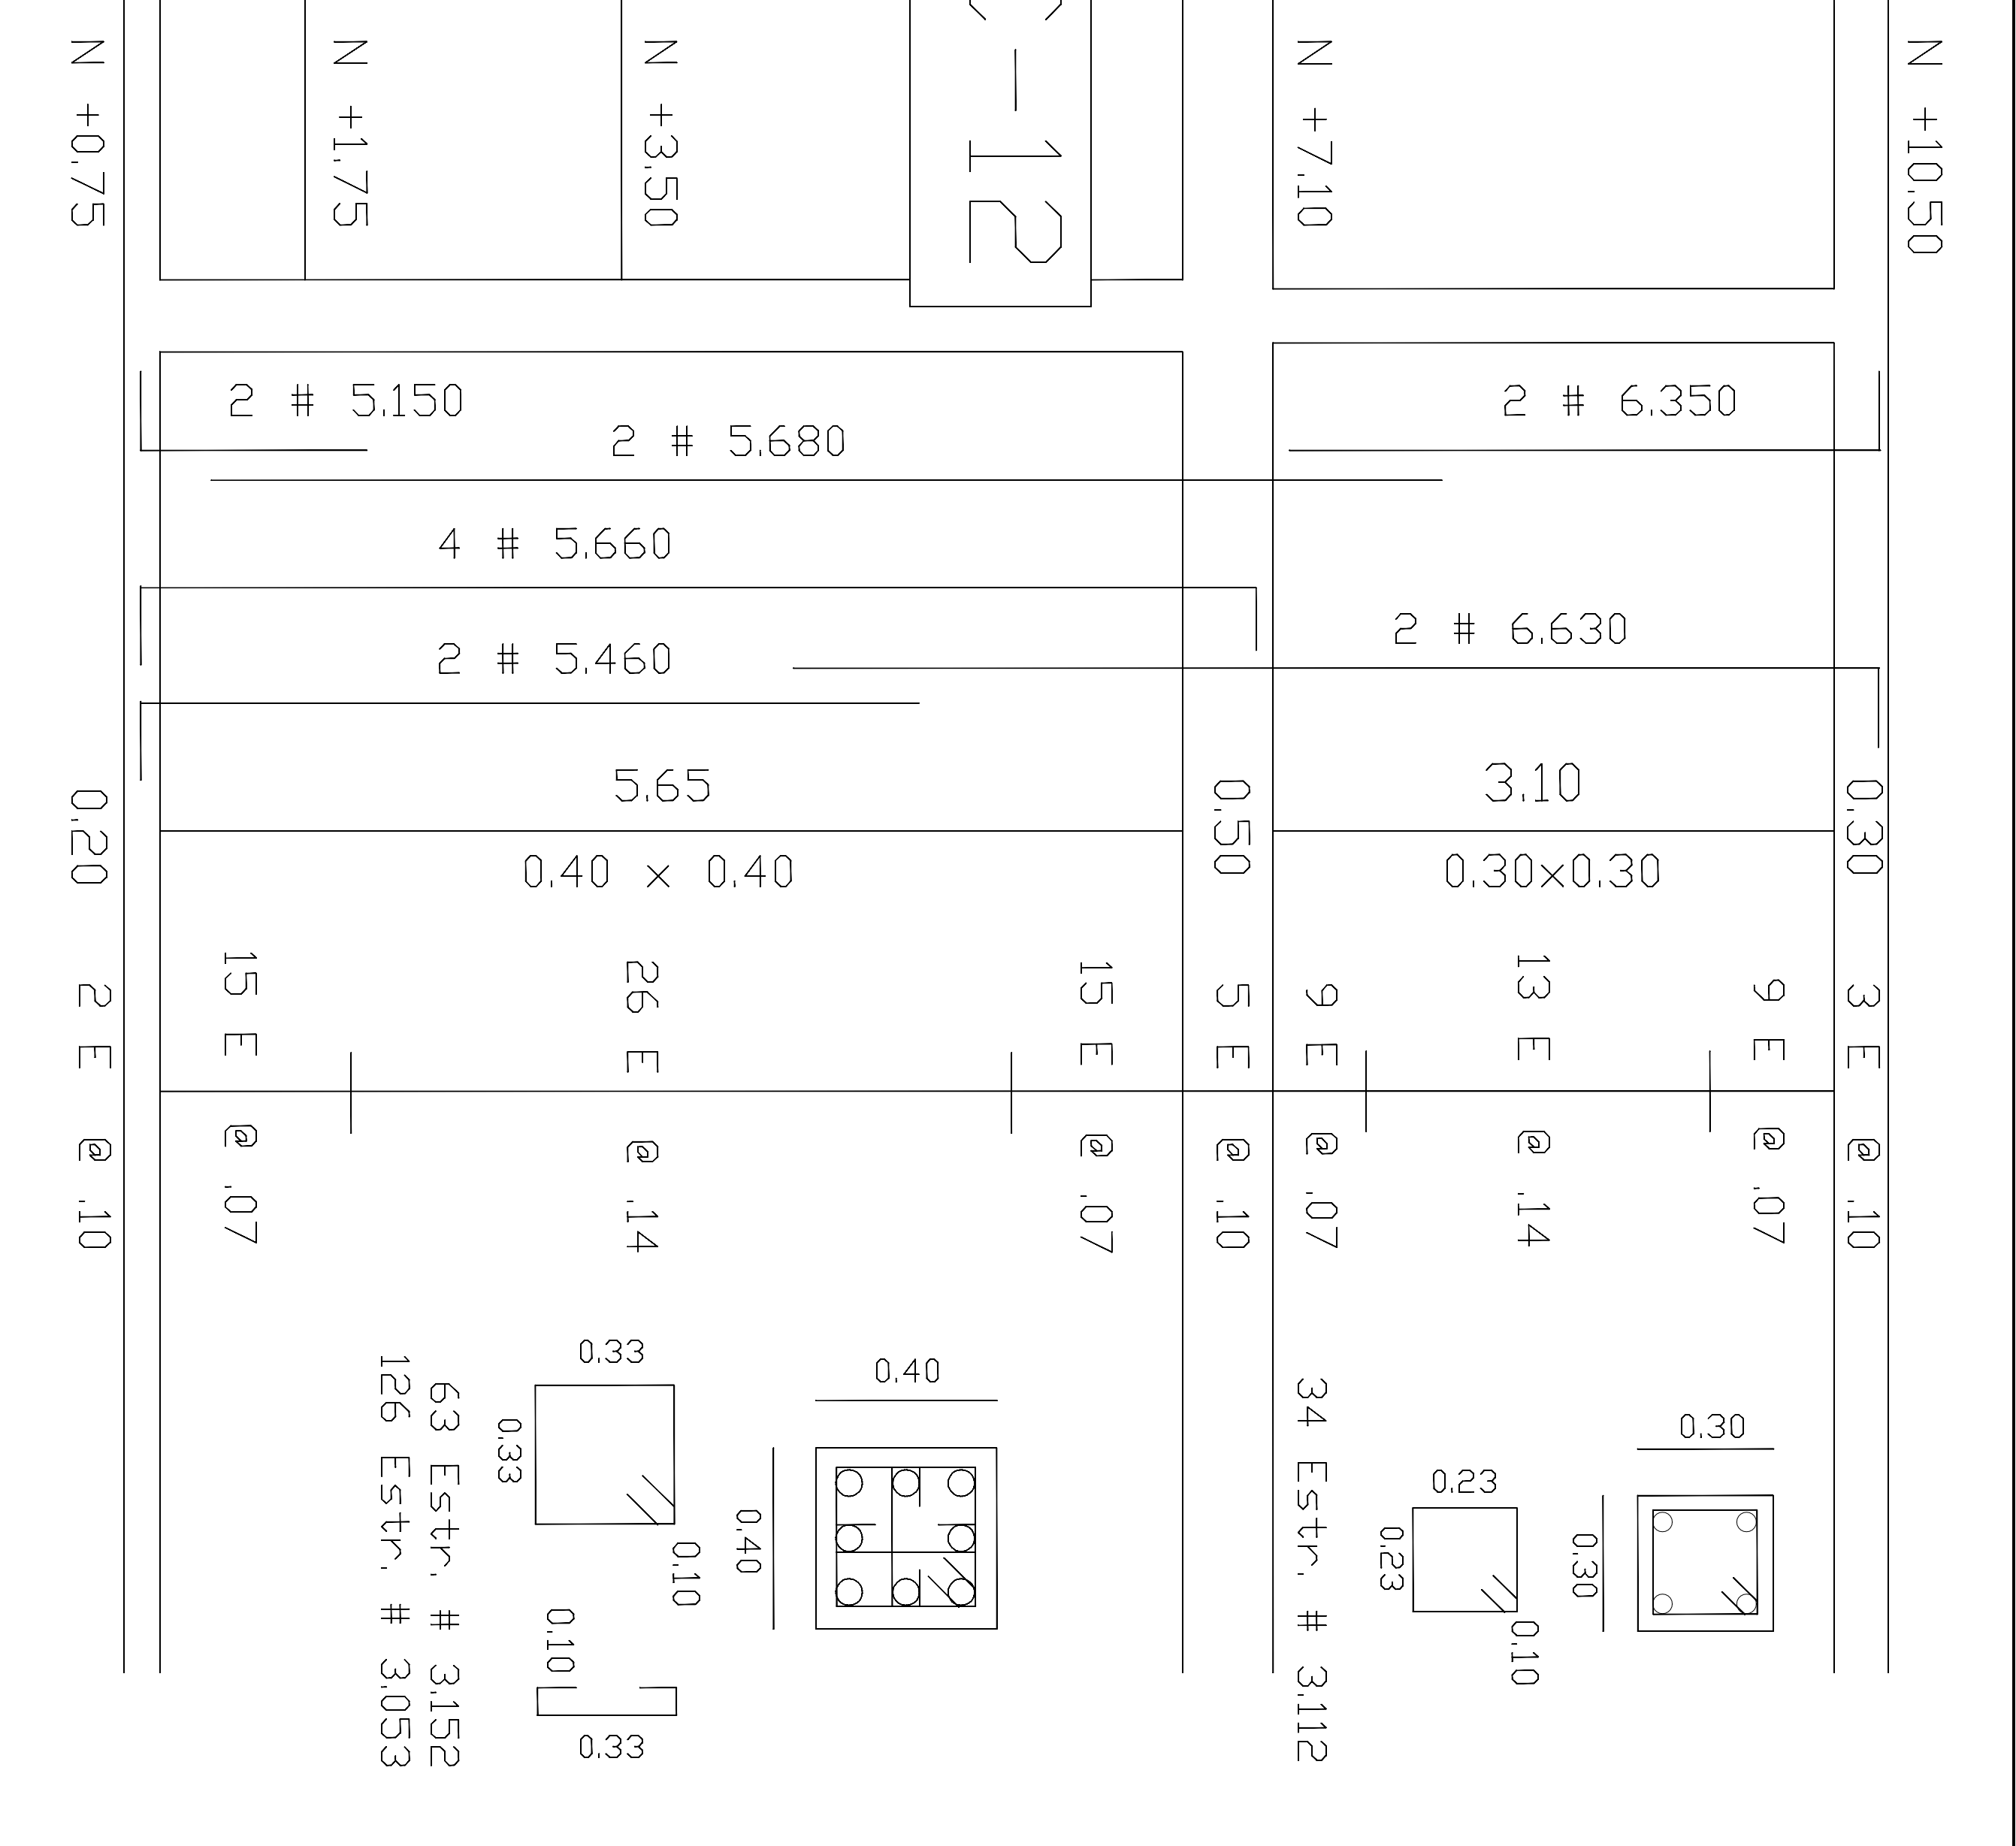 N +0.75
N +1.75
N +3.50
C-12
N +7.10
N +10.50
2 # 5.150
2 # 6.350
2 # 5.680
4 # 5.660
2 # 6.630
2 # 5.460
5.65
3.10
0.20
0.50
0.30
0.40 x 0.40
0.30x0.30
2 E @ .10
15 E @ .07
26 E @ .14
15 E @ .07
5 E @ .10
9 E @ .07
13 E @ .14
9 E @ .07
3 E @ .10
63 Estr. # 3.152
126 Estr. # 3.053
0.33
0.33
0.10
0.10
0.33
0.40
0.40
34 Estr. # 3.112
0.23
0.23
0.10
0.30
0.30